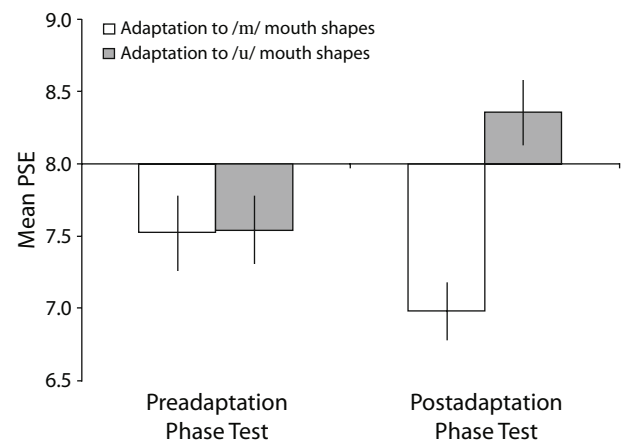 9.0
Adaptation to /m/ mouth shapes
Adaptation to /u/ mouth shapes
8.5
8.0
Mean PSE
7.5
7.0
6.5
Preadaptation
Phase Test
Postadaptation
Phase Test